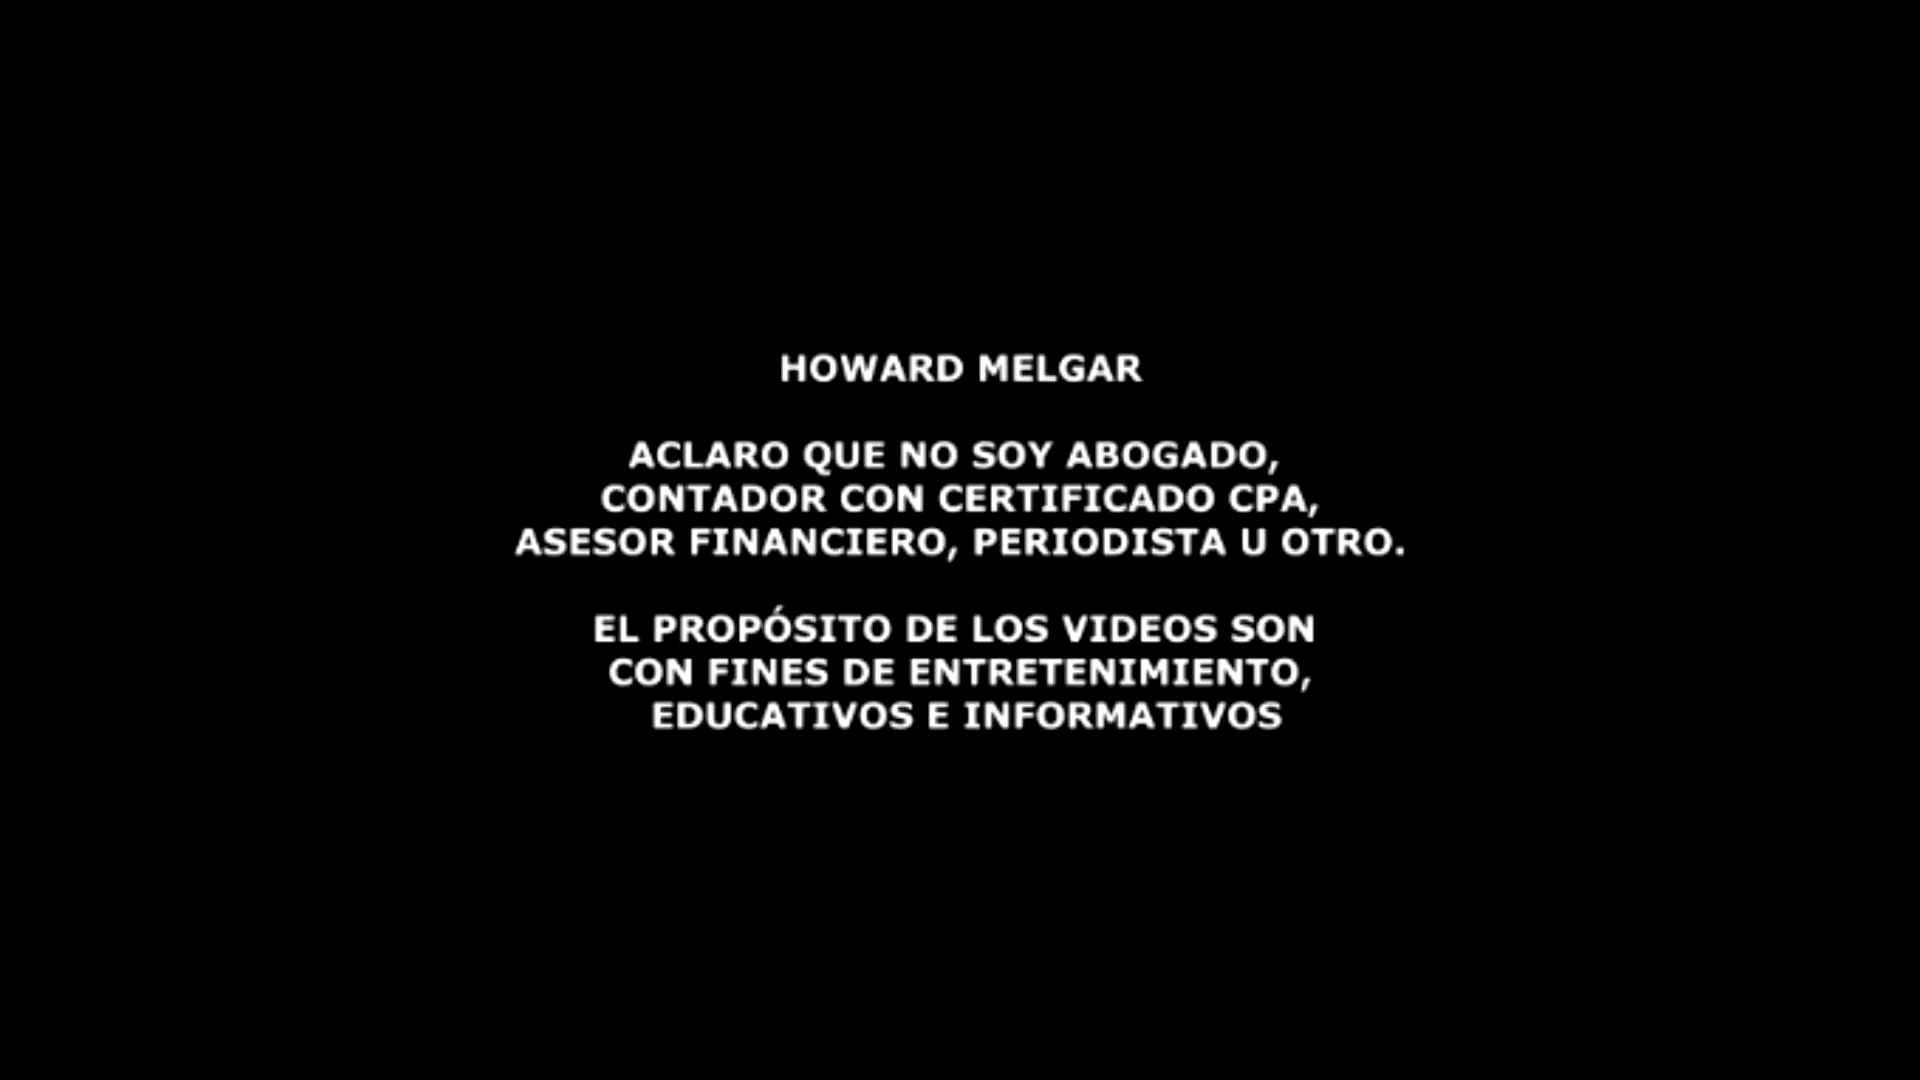 HOWARD MELGAR
ACLARO QUE NO SOY ABOGADO,
CONTADOR CON CERTIFICADO CPA,
ASESOR FINANCIERO, PERIODISTA U OTRO.
EL PROPÓSITO DE LOS VIDEOS SON
CON FINES DE ENTRETENIMIENTO,
EDUCATIVOS E INFORMATIVOS